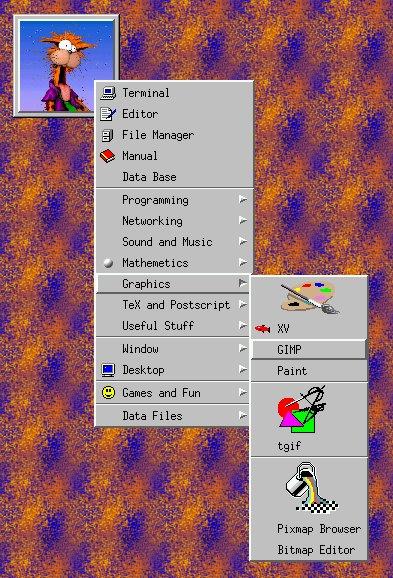 Terminal
Editor
File Manager
Manual
Data Base
Programming
Networking
Sound and Music
Mathemetics
Graphics
TeX and Postscript
Useful Stuff
Window
Desktop
Games and Fun
Data Files
XV
GIMP
Paint
tgif
Pixmap Browser
Bitmap Editor